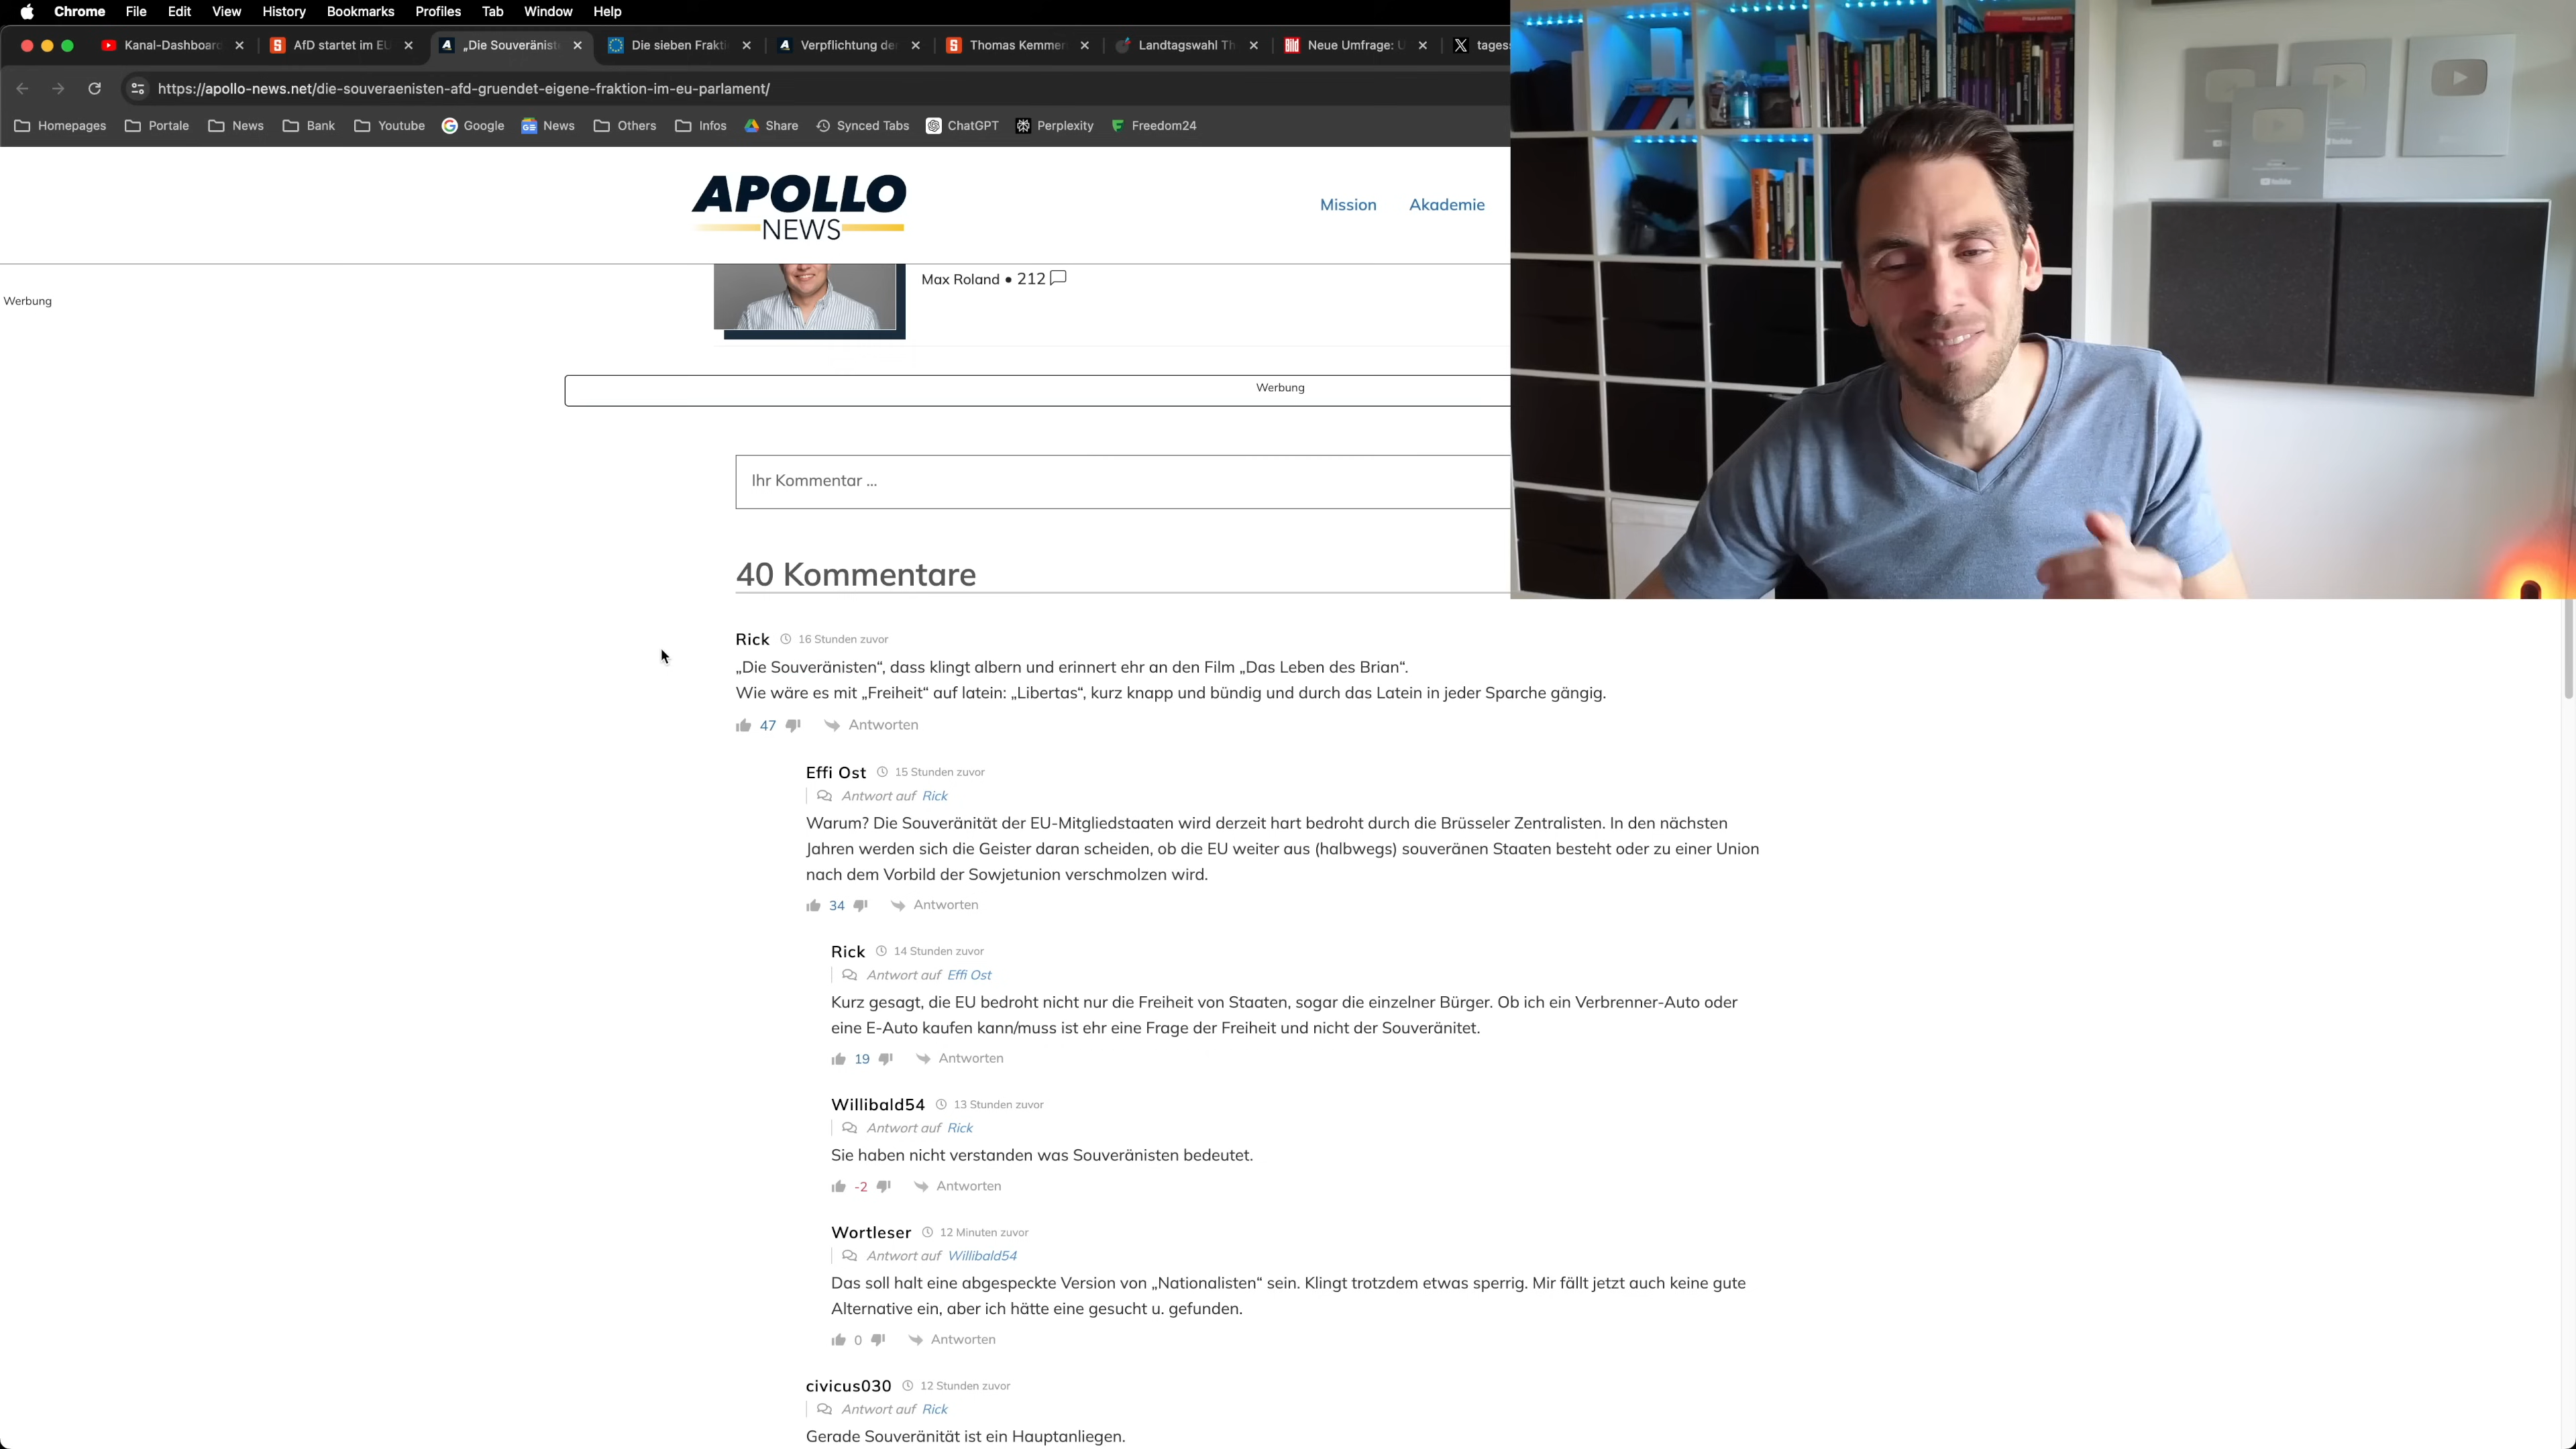 Chrome File Edit View History Bookmarks Profiles Tab Window Help
Kanal-Dashboard AfD startet im EU „Die Souveränist Die sieben Frakti Verpflichtung de Thomas Kemmer Landtagswahl Th Neue Umfrage: U tages
https://apollo-news.net/die-souveraenisten-afd-gruendet-eigene-fraktion-im-eu-parlament/
Homepages Portale News Bank Youtube Google News Others Infos Share Synced Tabs ChatGPT Perplexity Freedom24
APOLLO
NEWS
Mission Akademie
Max Roland • 212
Werbung
Werbung
Ihr Kommentar ...
40 Kommentare
Rick 16 Stunden zuvor
„Die Souveränisten“, dass klingt albern und erinnert ehr an den Film „Das Leben des Brian“.
Wie wäre es mit „Freiheit“ auf latein: „Libertas“, kurz knapp und bündig und durch das Latein in jeder Sparche gängig.
47 Antworten
Effi Ost 15 Stunden zuvor
Antwort auf Rick
Warum? Die Souveränität der EU-Mitgliedstaaten wird derzeit hart bedroht durch die Brüsseler Zentralisten. In den nächsten
Jahren werden sich die Geister daran scheiden, ob die EU weiter aus (halbwegs) souveränen Staaten besteht oder zu einer Union
nach dem Vorbild der Sowjetunion verschmolzen wird.
34 Antworten
Rick 14 Stunden zuvor
Antwort auf Effi Ost
Kurz gesagt, die EU bedroht nicht nur die Freiheit von Staaten, sogar die einzelner Bürger. Ob ich ein Verbrenner-Auto oder
eine E-Auto kaufen kann/muss ist ehr eine Frage der Freiheit und nicht der Souveränitet.
19 Antworten
Willibald54 13 Stunden zuvor
Antwort auf Rick
Sie haben nicht verstanden was Souveränisten bedeutet.
-2 Antworten
Wortleser 12 Minuten zuvor
Antwort auf Willibald54
Das soll halt eine abgespeckte Version von „Nationalisten“ sein. Klingt trotzdem etwas sperrig. Mir fällt jetzt auch keine gute
Alternative ein, aber ich hätte eine gesucht u. gefunden.
0 Antworten
civicus030 12 Stunden zuvor
Antwort auf Rick
Gerade Souveränität ist ein Hauptanliegen.